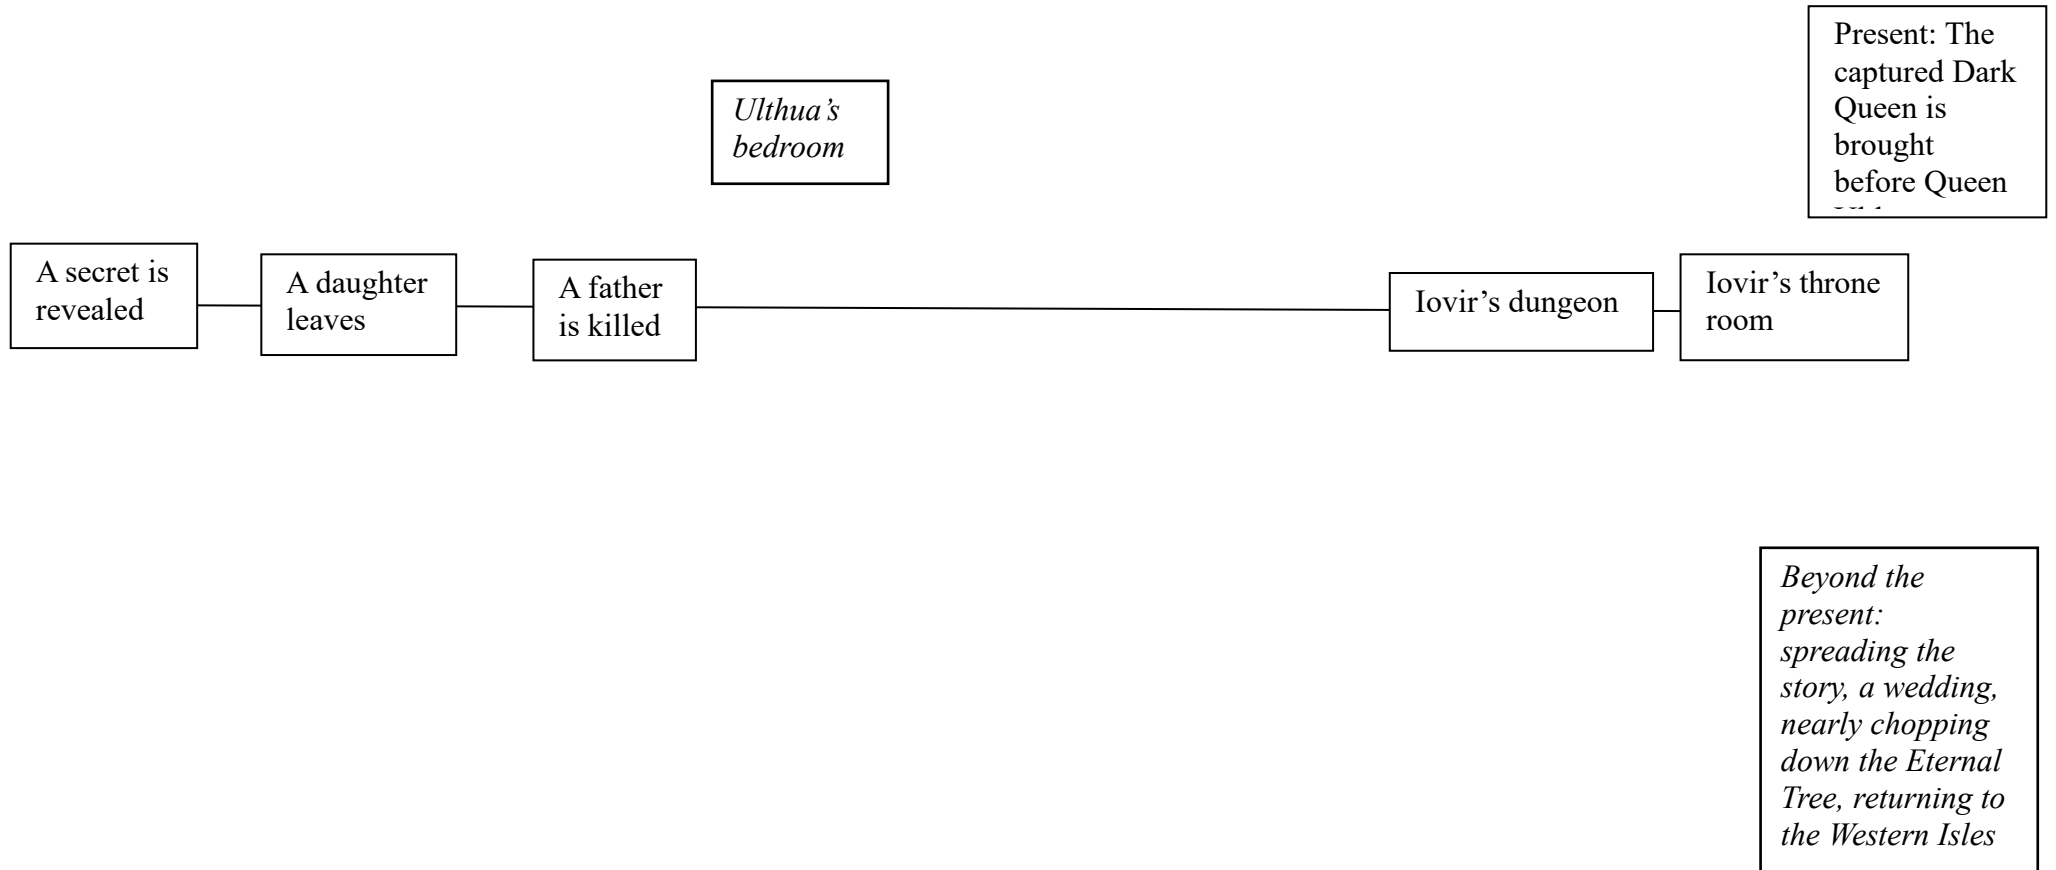 Present: The
captured Dark
Queen is
brought
before Queen
Ulthua’s
bedroom
A secret is
revealed
A daughter
leaves
A father
is killed
Iovir’s dungeon
Iovir’s throne
room
Beyond the
present:
spreading the
story, a wedding,
nearly chopping
down the Eternal
Tree, returning to
the Western Isles